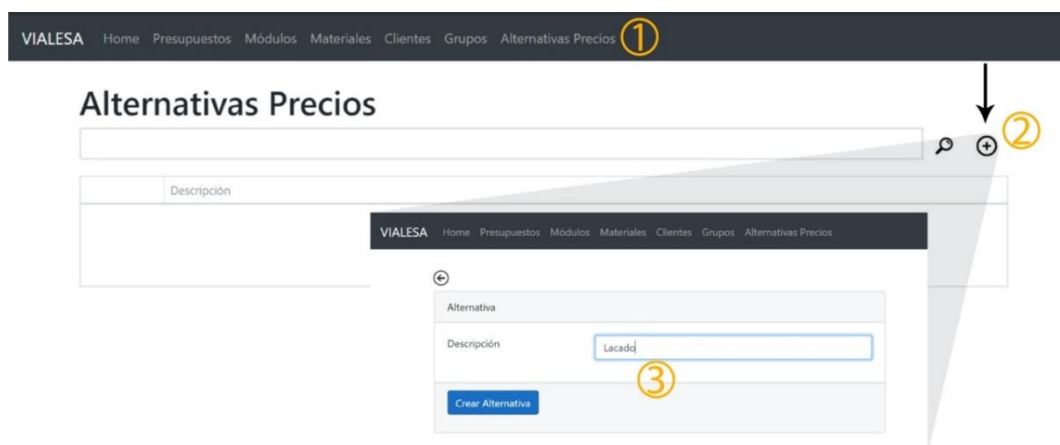 VIALESA Home Presupuestos Módulos Materiales Clientes Grupos Alternativas Precios ①
Alternativas Precios
②
Descripción
VIALESA Home Presupuestos Módulos Materiales Clientes Grupos Alternativas Precios
Alternativa
Descripción Lacado
③
Crear Alternativa